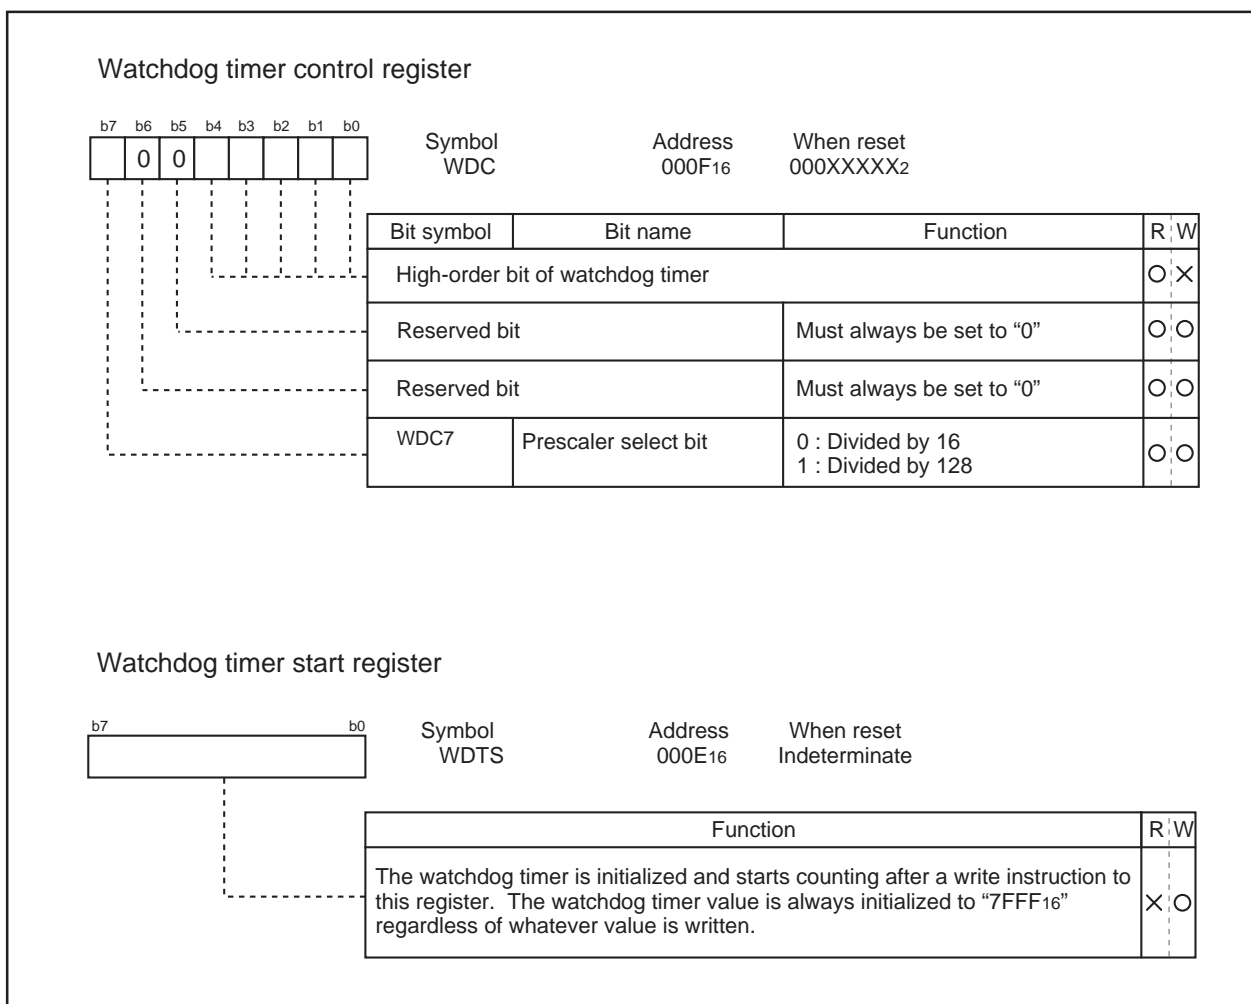 Watchdog timer control register
b7 b6 b5 b4 b3 b2 b1 b0
0 0
Symbol Address When reset
WDC 000F16 000XXXXX2
Bit symbol Bit name Function R W
High-order bit of watchdog timer
Reserved bit Must always be set to “0”
Reserved bit Must always be set to “0”
WDC7 Prescaler select bit 0 : Divided by 16
1 : Divided by 128
Watchdog timer start register
b7 b0
Symbol Address When reset
WDTS 000E16 Indeterminate
Function R W
The watchdog timer is initialized and starts counting after a write instruction to
this register. The watchdog timer value is always initialized to “7FFF16”
regardless of whatever value is written.